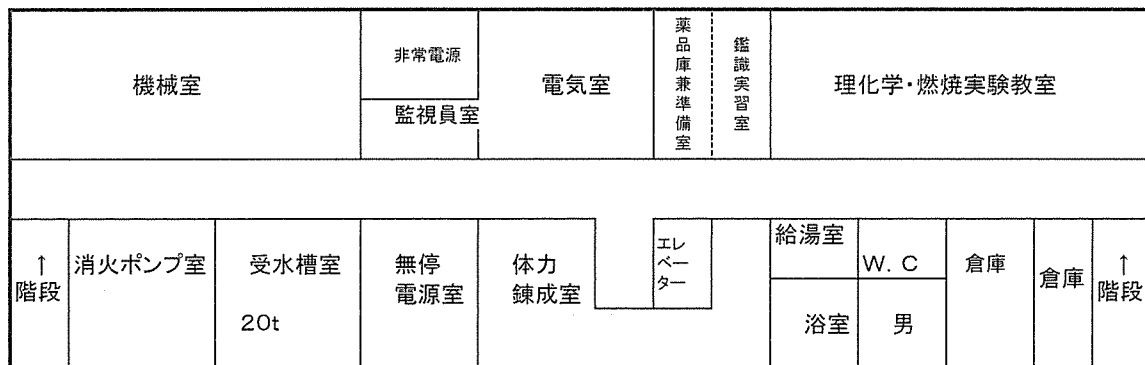 機械室
非常電源
監視員室
電気室
薬品庫兼準備室
鑑識実習室
理化学・燃焼実験教室
↑
階段
消火ポンプ室
受水槽室
20t
無停
電源室
体力
錬成室
エレ
ベー
ター
給湯室
浴室
W. C
男
倉庫
倉庫
↑
階段